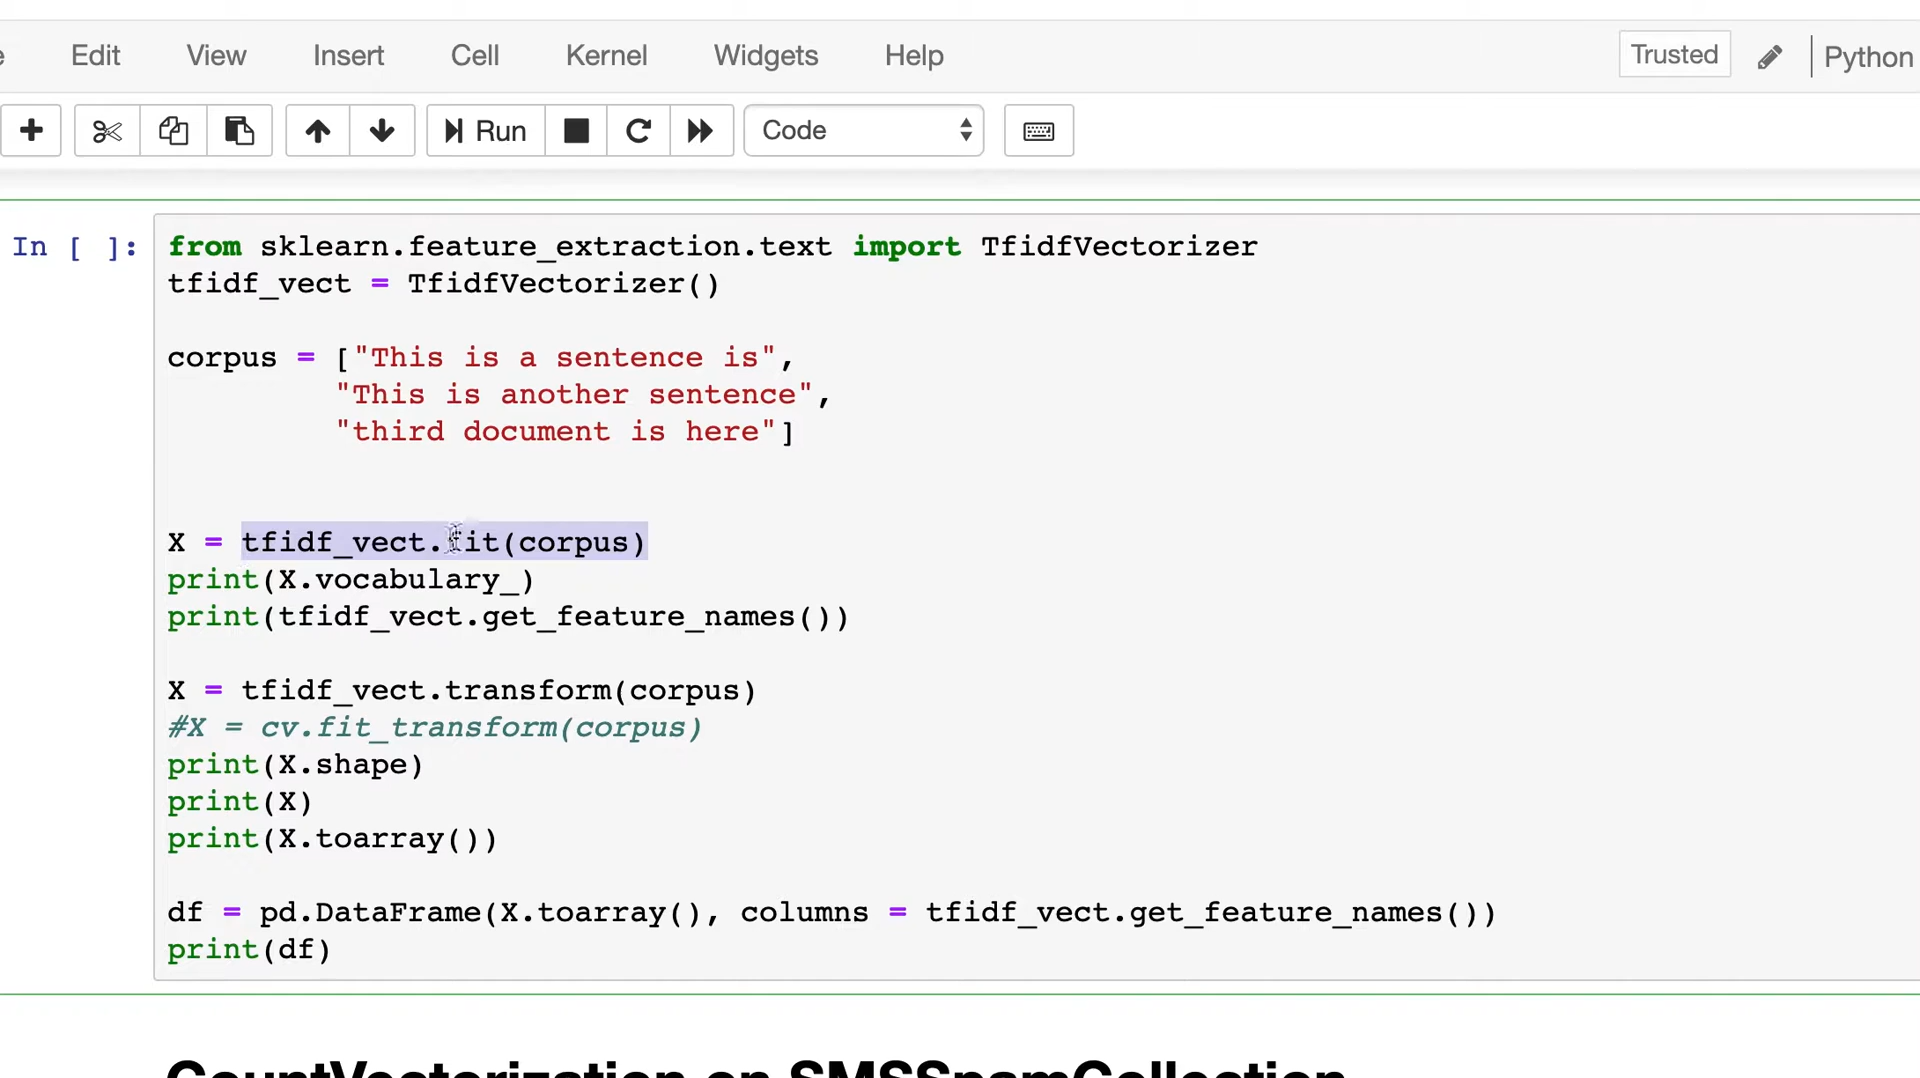 Edit View Insert Cell Kernel Widgets Help Trusted Python
Run Code
In [ ]: from sklearn.feature_extraction.text import TfidfVectorizer
tfidf_vect = TfidfVectorizer()
corpus = ["This is a sentence is",
"This is another sentence",
"third document is here"]
X = tfidf_vect.fit(corpus)
print(X.vocabulary_)
print(tfidf_vect.get_feature_names())
X = tfidf_vect.transform(corpus)
#X = cv.fit_transform(corpus)
print(X.shape)
print(X)
print(X.toarray())
df = pd.DataFrame(X.toarray(), columns = tfidf_vect.get_feature_names())
print(df)
CountVectorization on SMSSpamCollection